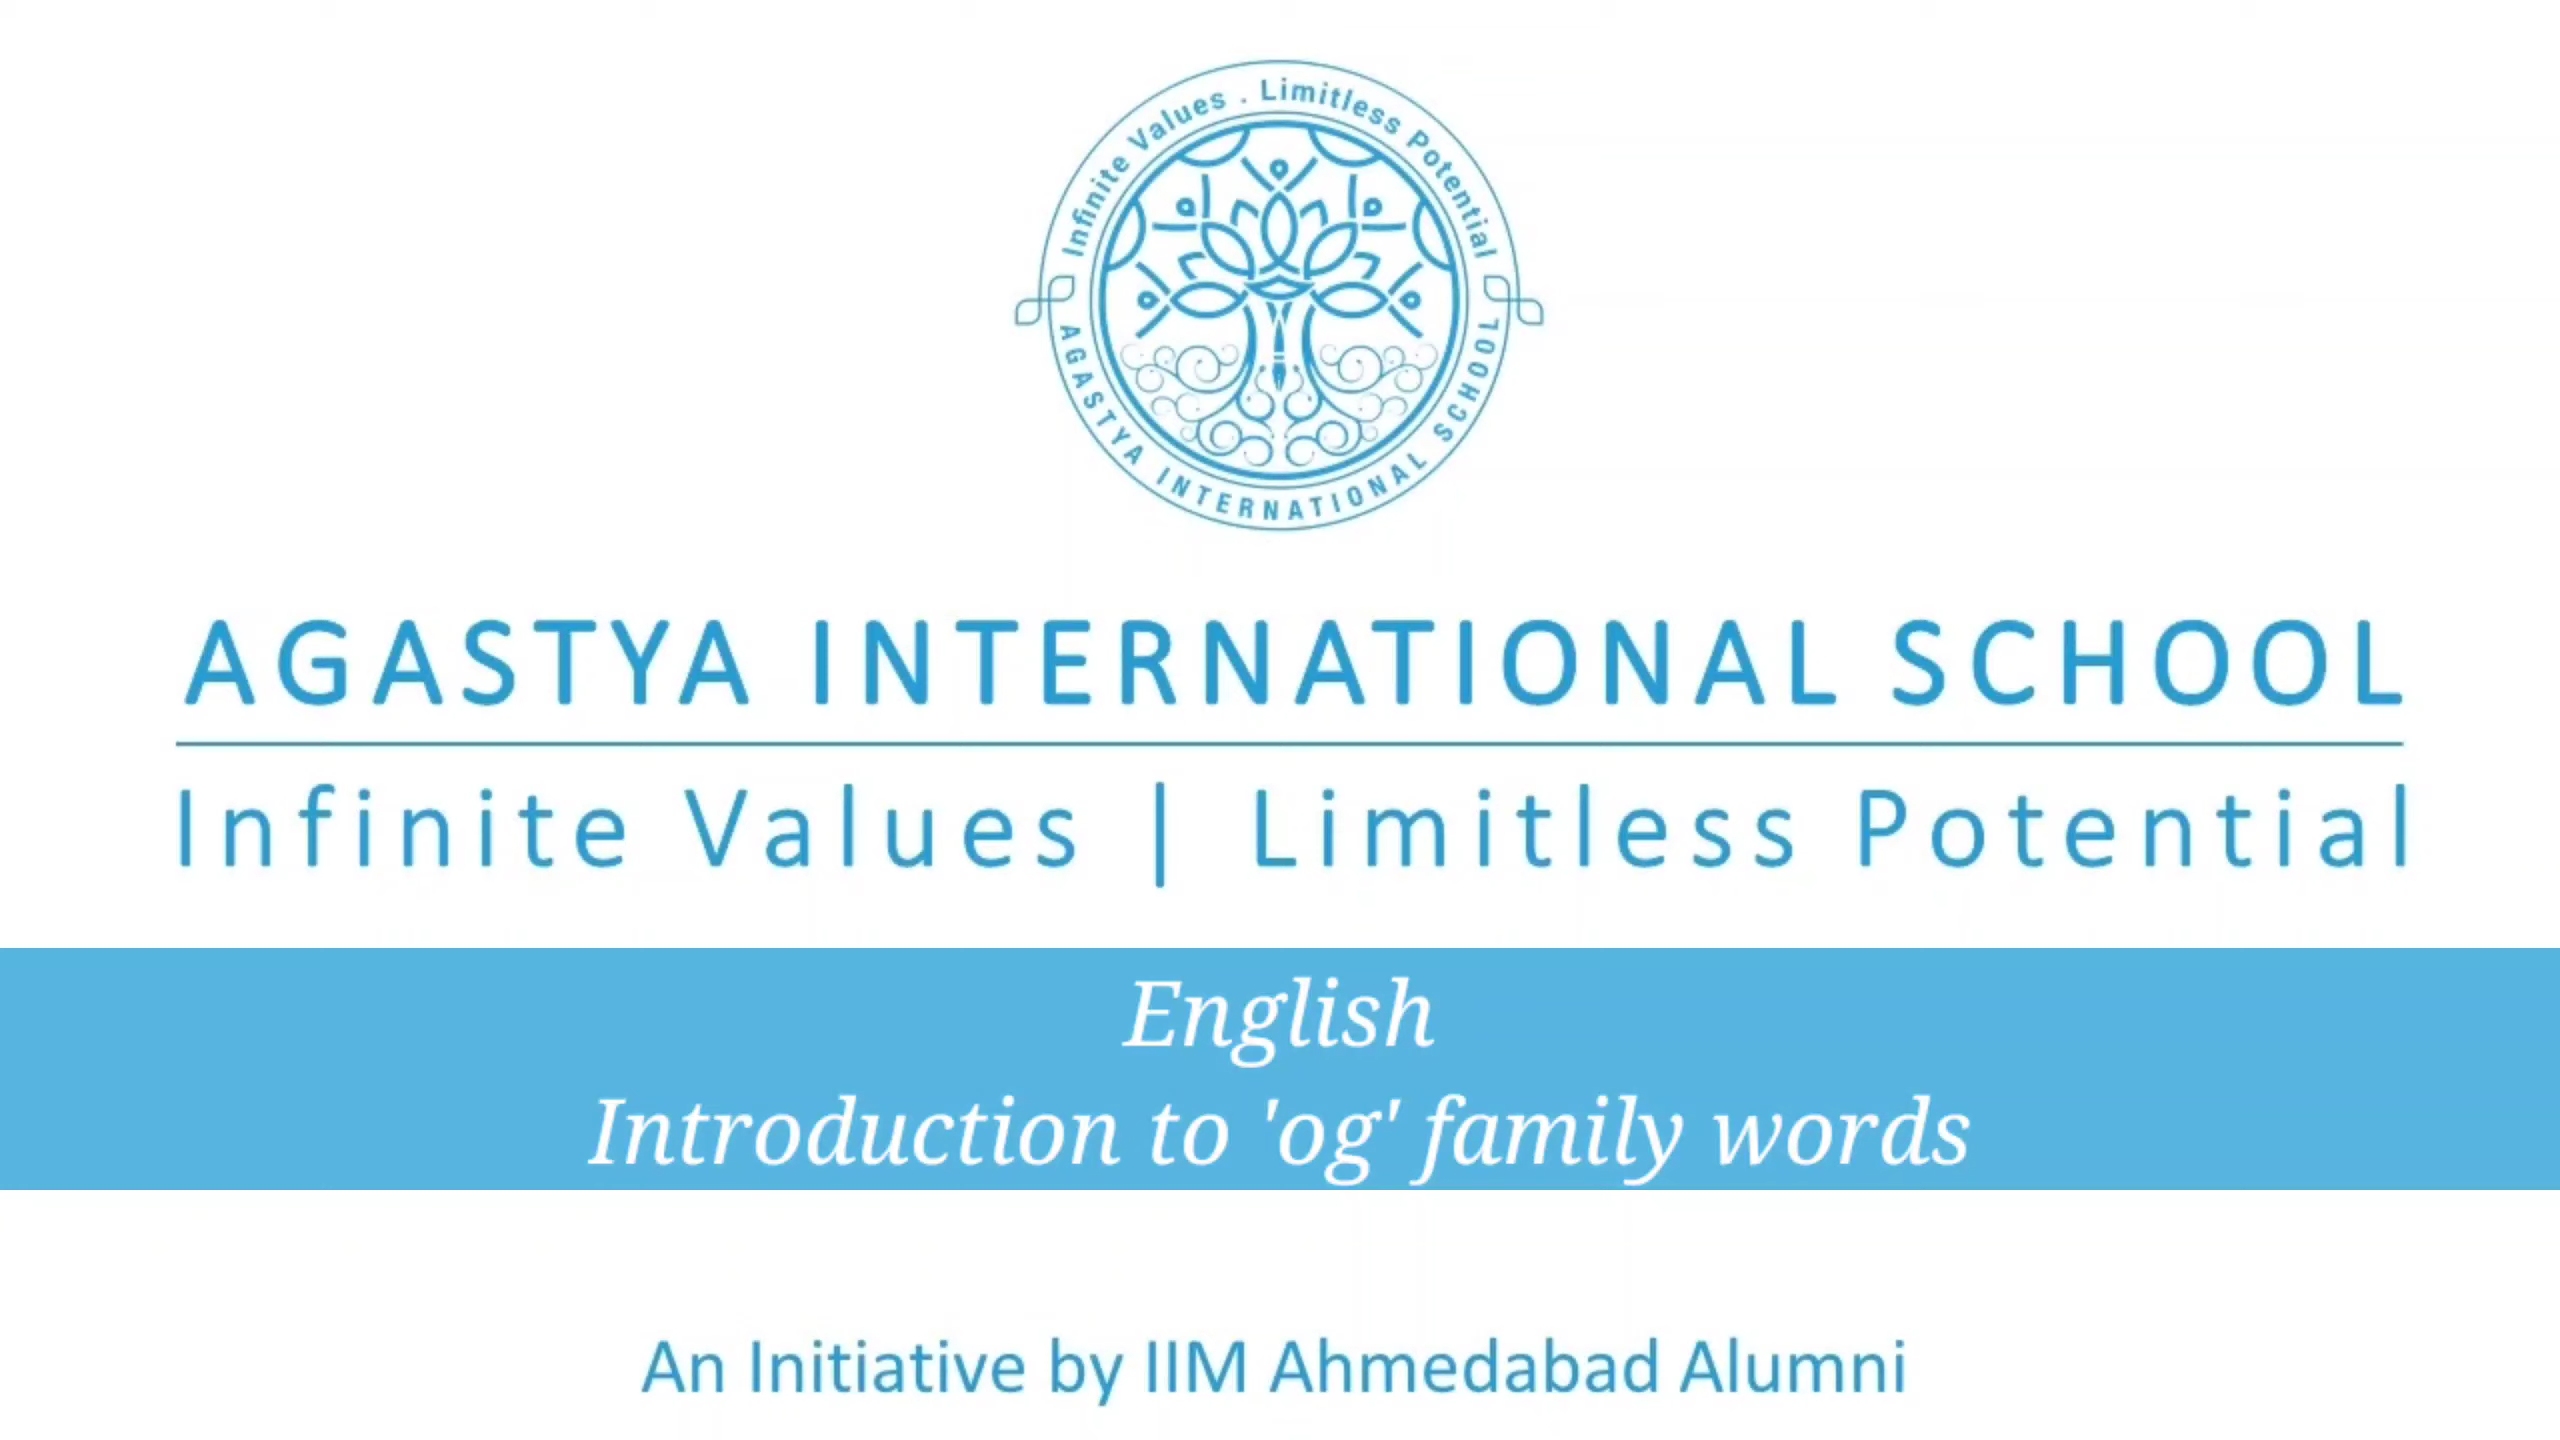 Infinite Values . Limitless Potential
AGASTYA INTERNATIONAL SCHOOL
AGASTYA INTERNATIONAL SCHOOL
Infinite Values | Limitless Potential
English
Introduction to 'og' family words
An Initiative by IIM Ahmedabad Alumni